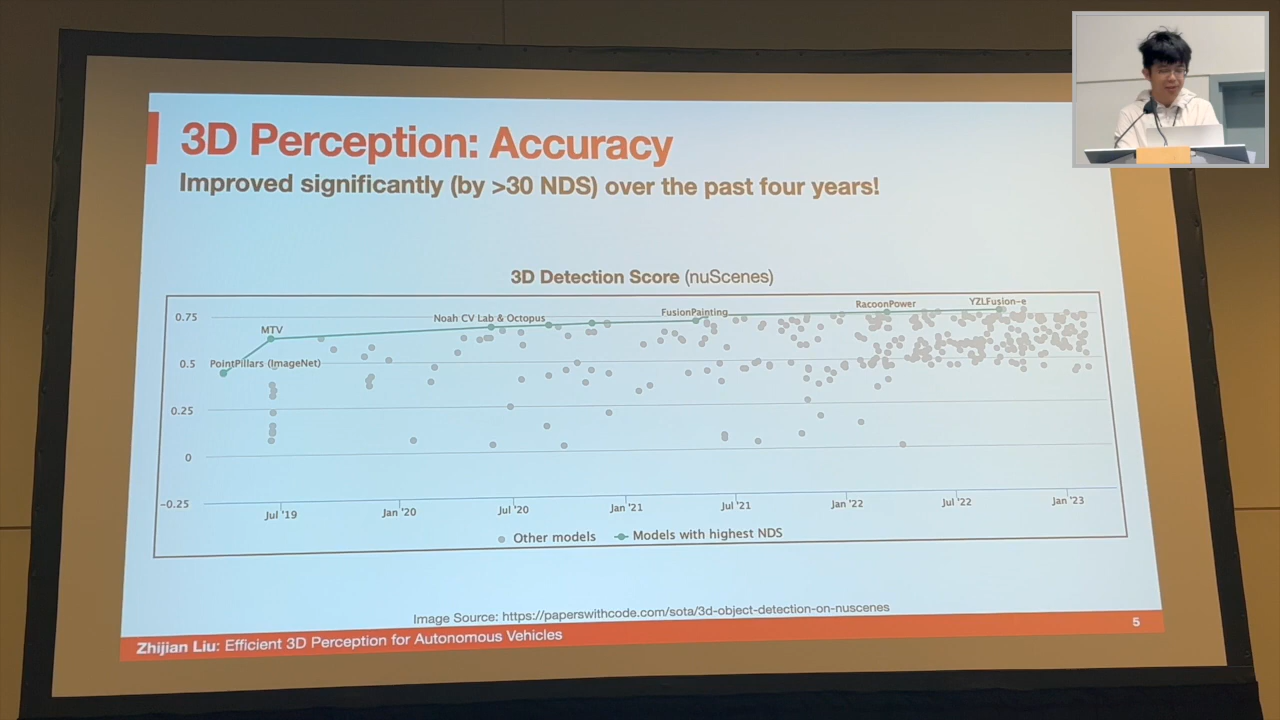 3D Perception: Accuracy
Improved significantly (by >30 NDS) over the past four years!
3D Detection Score (nuScenes)
0.75
0.5
0.25
0
-0.25
PointPillars (ImageNet)
MTV
Noah CV Lab & Octopus
FusionPainting
RacoonPower
YZLFusion-e
Jul '19
Jan '20
Jul '20
Jan '21
Jul '21
Jan '22
Jul '22
Jan '23
Other models
Models with highest NDS
Image Source: https://paperswithcode.com/sota/3d-object-detection-on-nuscenes
Zhijian Liu: Efficient 3D Perception for Autonomous Vehicles
5